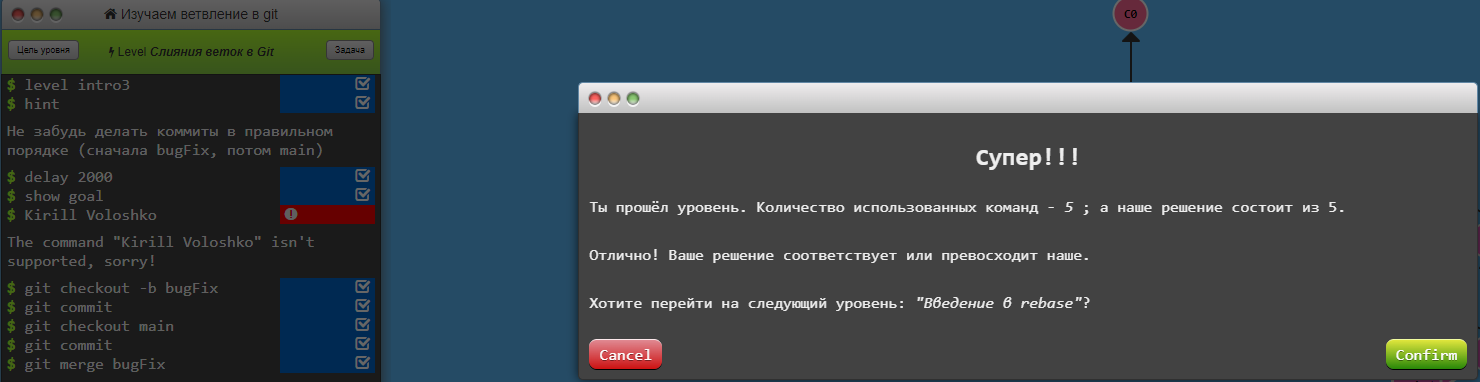 Изучаем ветвление в git
Цель уровня
Level Слияния веток в Git
Задача
$ level intro3
$ hint
Не забудь делать коммиты в правильном
порядке (сначала bugFix, потом main)
$ delay 2000
$ show goal
$ Kirill Voloshko
The command "Kirill Voloshko" isn't
supported, sorry!
$ git checkout -b bugFix
$ git commit
$ git checkout main
$ git commit
$ git merge bugFix
C0
Супер!!!
Ты прошёл уровень. Количество использованных команд - 5 ; а наше решение состоит из 5.
Отлично! Ваше решение соответствует или превосходит наше.
Хотите перейти на следующий уровень: "Введение в rebase"?
Cancel
Confirm